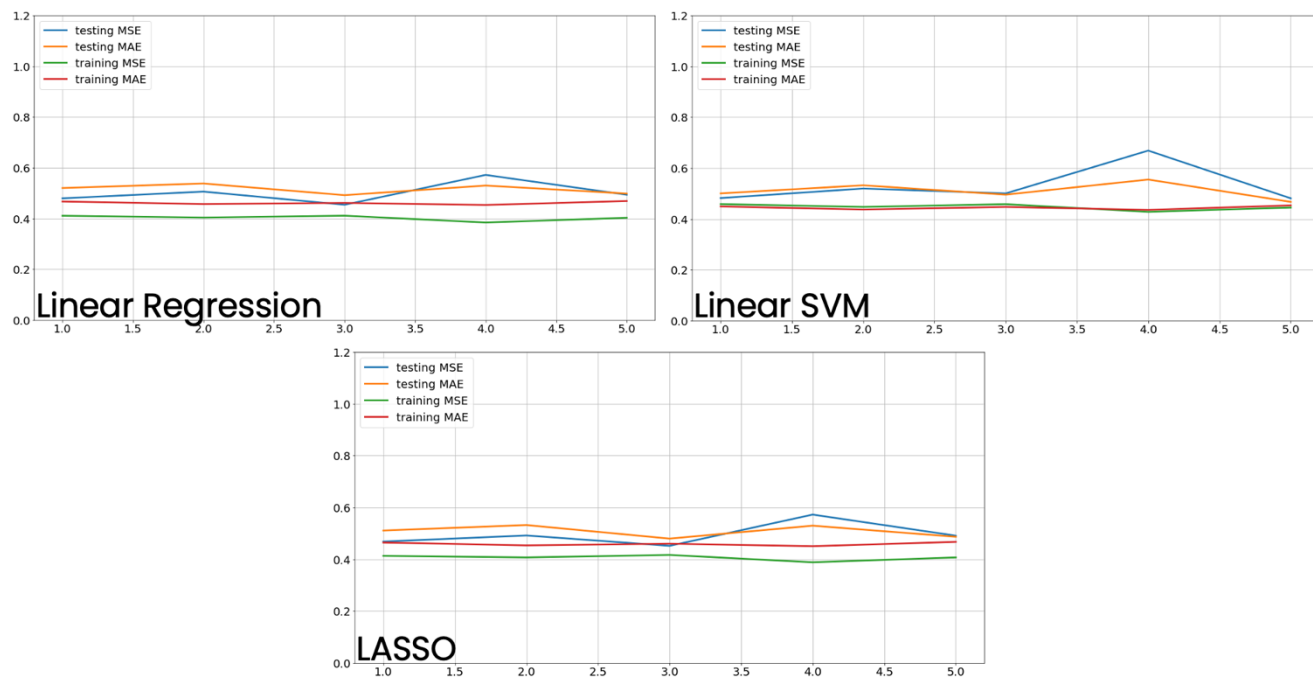 1.2
1.0
0.8
0.6
0.4
0.2
0.0
testing MSE
testing MAE
training MSE
training MAE
Linear Regression
1.0 1.5 2.0 2.5 3.0 3.5 4.0 4.5 5.0
1.2
1.0
0.8
0.6
0.4
0.2
0.0
testing MSE
testing MAE
training MSE
training MAE
Linear SVM
1.0 1.5 2.0 2.5 3.0 3.5 4.0 4.5 5.0
1.2
1.0
0.8
0.6
0.4
0.2
0.0
testing MSE
testing MAE
training MSE
training MAE
LASSO
1.0 1.5 2.0 2.5 3.0 3.5 4.0 4.5 5.0